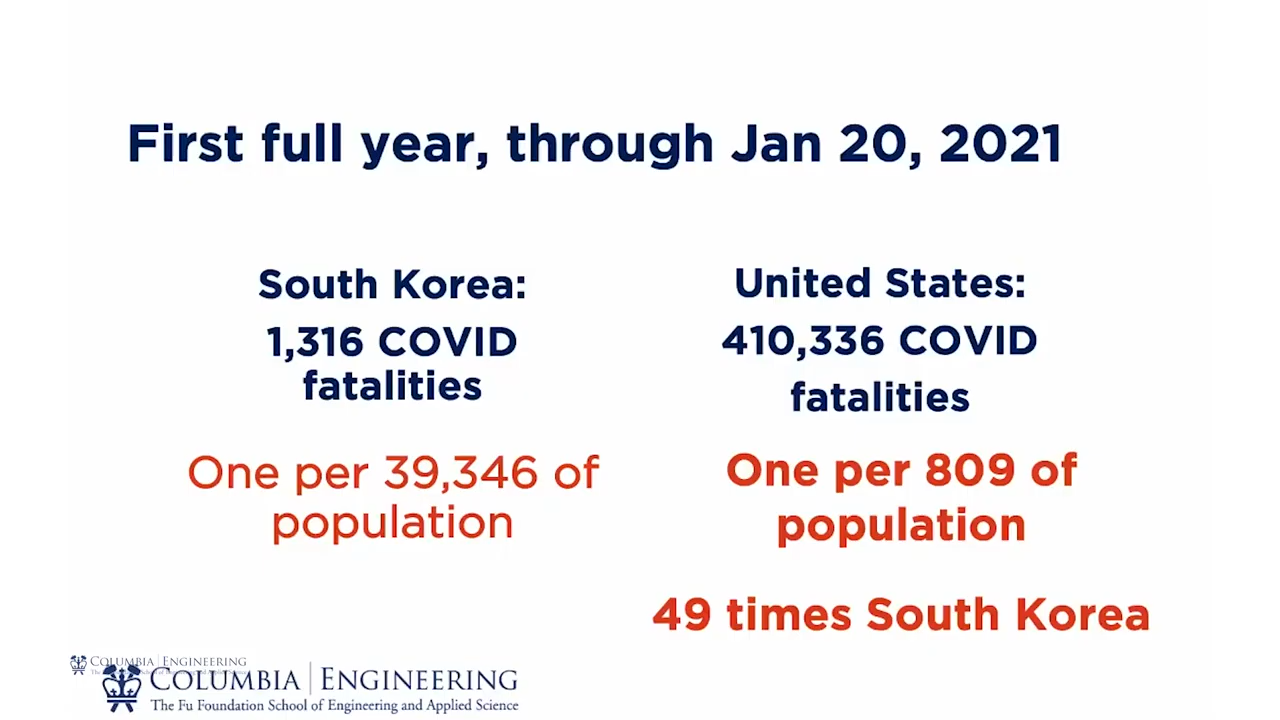 First full year, through Jan 20, 2021
South Korea:
1,316 COVID
fatalities
One per 39,346 of
population
United States:
410,336 COVID
fatalities
One per 809 of
population
49 times South Korea
COLUMBIA | ENGINEERING
COLUMBIA | ENGINEERING
The Fu Foundation School of Engineering and Applied Science